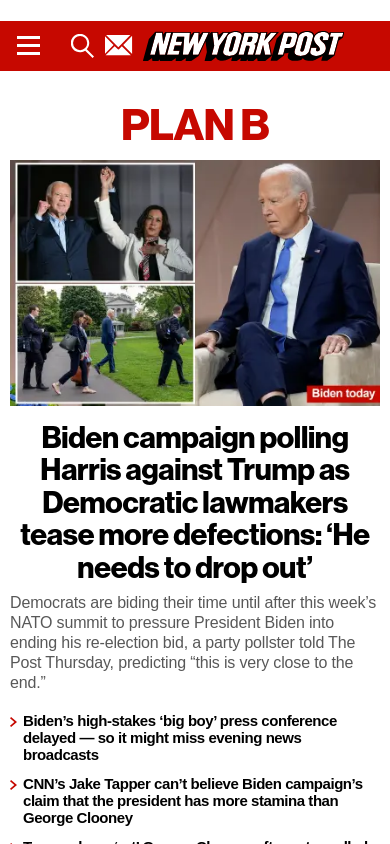 NEW YORK POST
PLAN B
Biden today
Biden campaign polling
Harris against Trump as
Democratic lawmakers
tease more defections: ‘He
needs to drop out’
Democrats are biding their time until after this week’s
NATO summit to pressure President Biden into
ending his re-election bid, a party pollster told The
Post Thursday, predicting “this is very close to the
end.”
Biden’s high-stakes ‘big boy’ press conference
delayed — so it might miss evening news
broadcasts
CNN’s Jake Tapper can’t believe Biden campaign’s
claim that the president has more stamina than
George Clooney